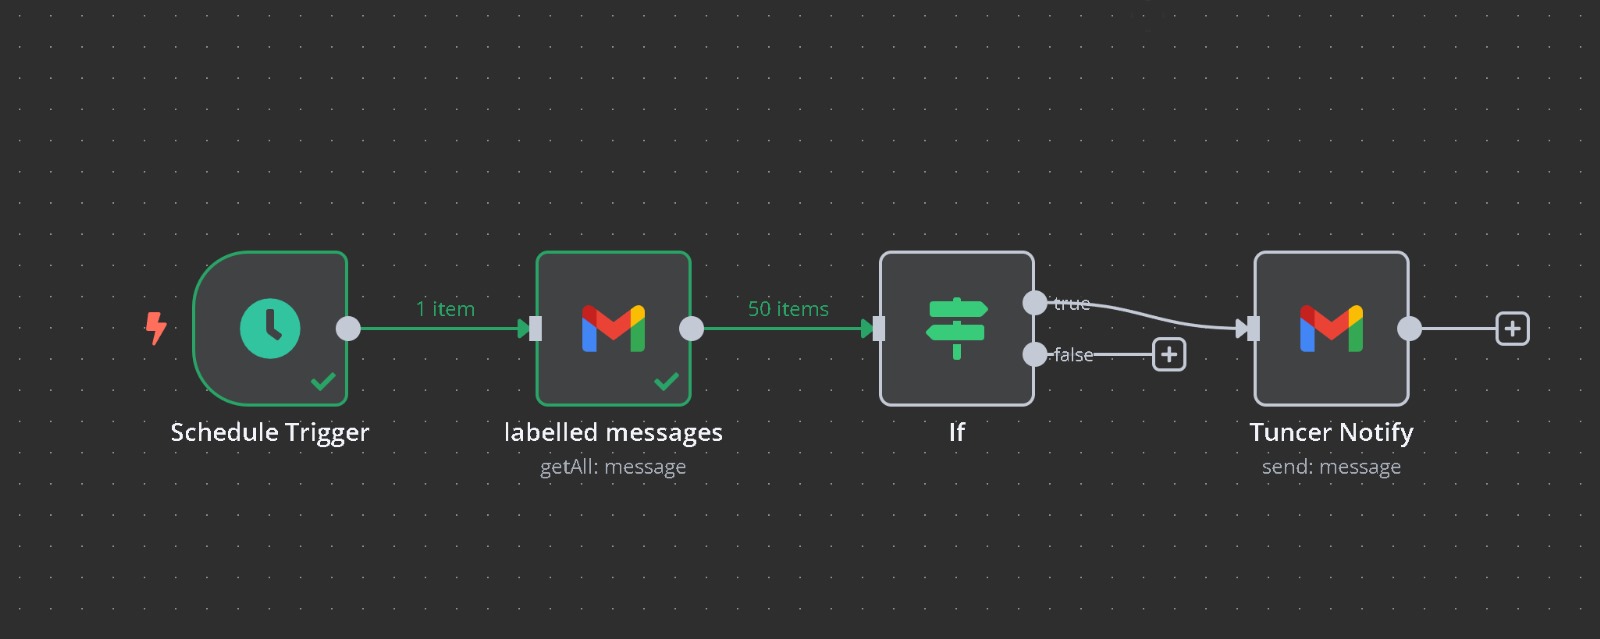 1 item
50 items
true
false
Schedule Trigger
labelled messages
getAll: message
If
Tuncer Notify
send: message